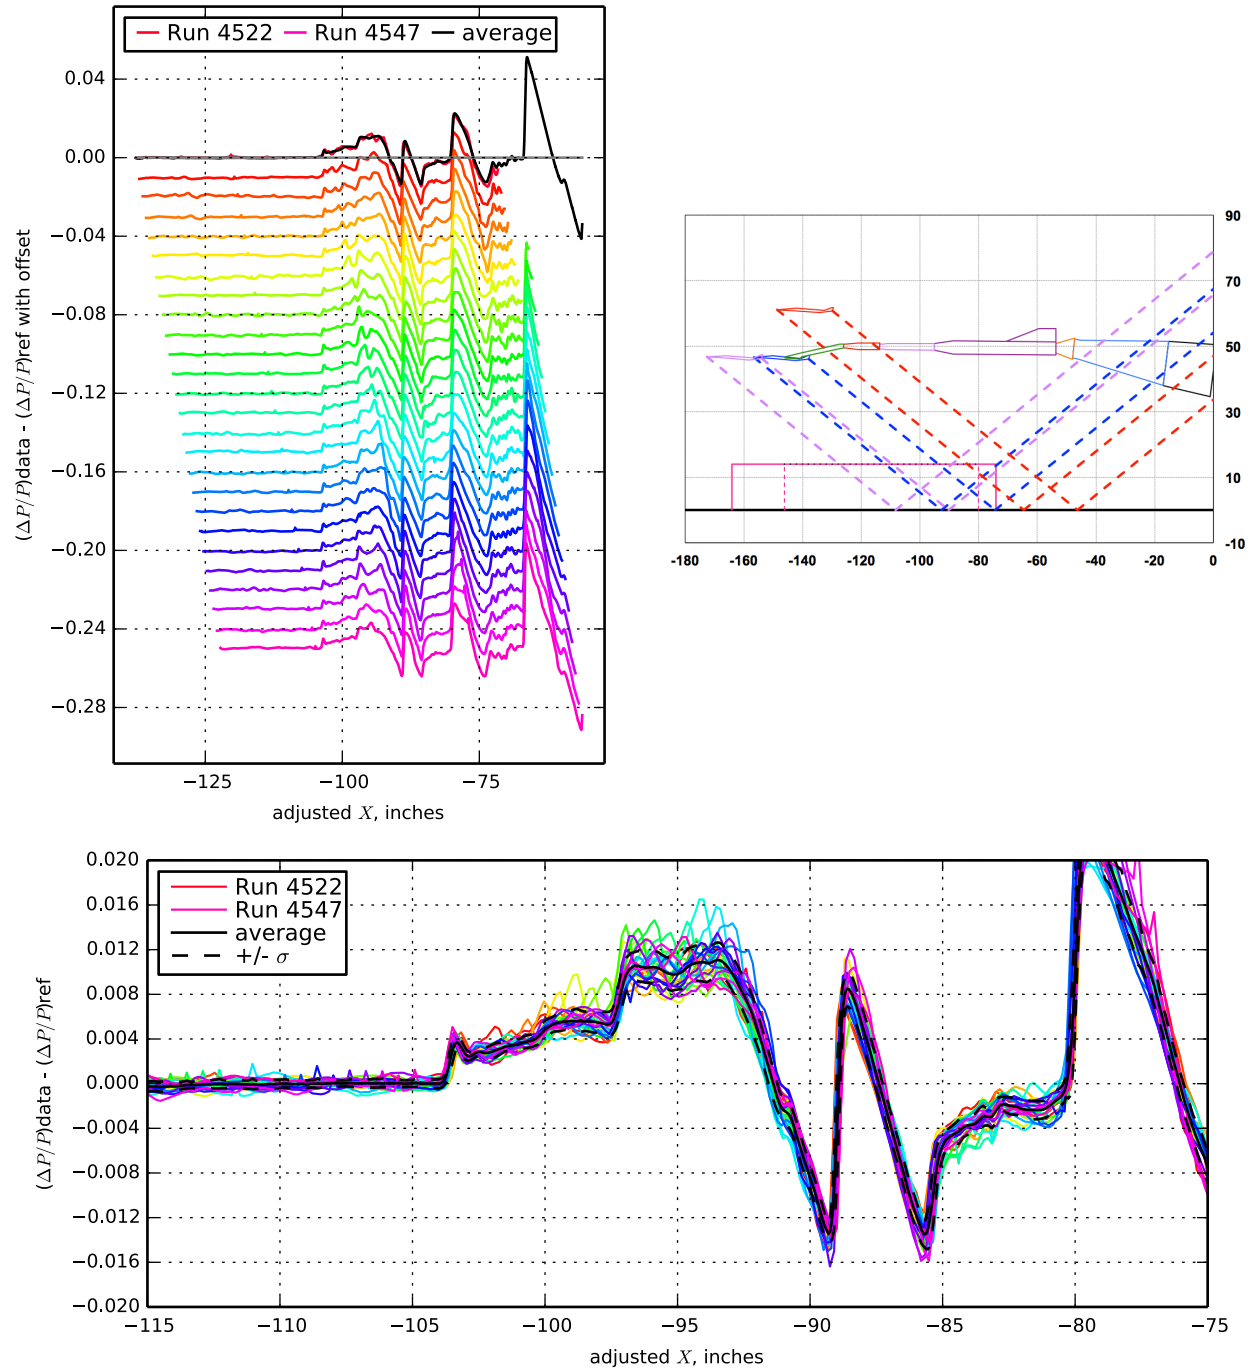 Run 4522 Run 4547 average
0.04
0.00
−0.04
−0.08
−0.12
−0.16
−0.20
−0.24
−0.28
(ΔP/P)data - (ΔP/P)ref with offset
−125 −100 −75
adjusted X, inches
90
70
50
30
10
-10
-180 -160 -140 -120 -100 -80 -60 -40 -20 0
Run 4522
Run 4547
average
+/- σ
0.020
0.016
0.012
0.008
0.004
0.000
−0.004
−0.008
−0.012
−0.016
−0.020
(ΔP/P)data - (ΔP/P)ref
−115 −110 −105 −100 −95 −90 −85 −80 −75
adjusted X, inches